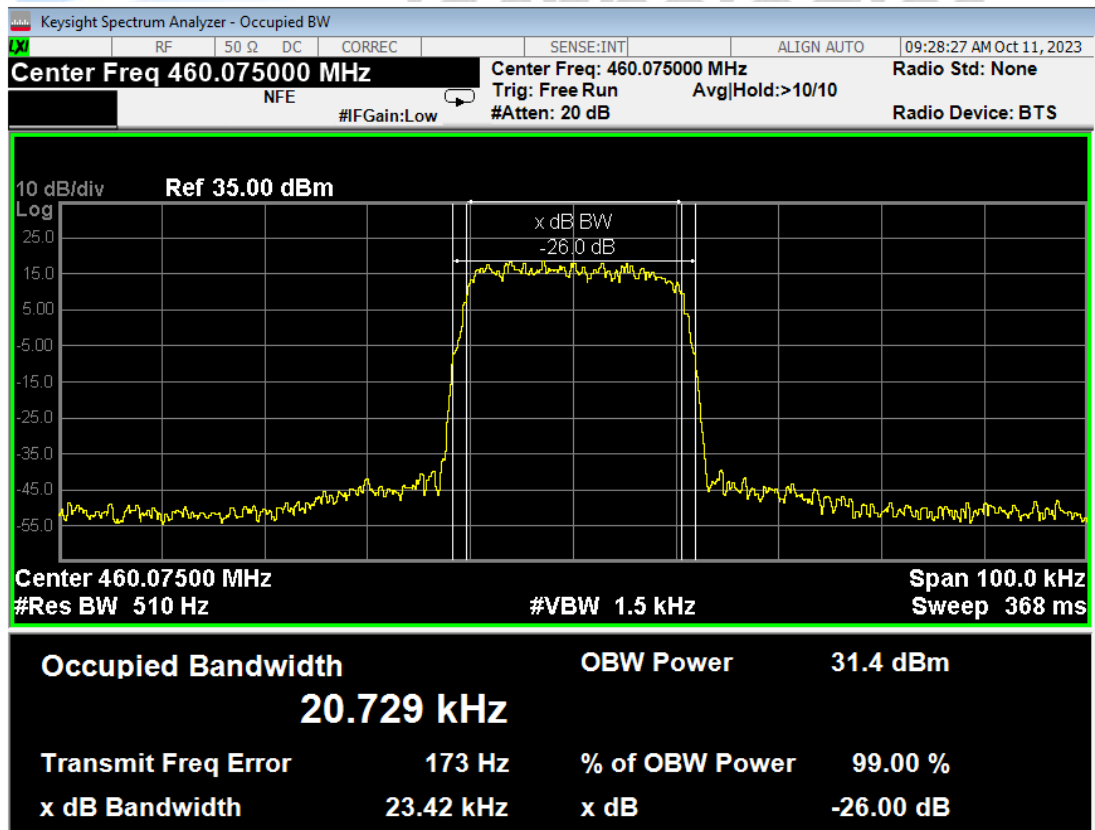 Keysight Spectrum Analyzer - Occupied BW
LXI RF 50 Ω DC CORREC SENSE:INT ALIGN AUTO 09:28:27 AM Oct 11, 2023
Center Freq 460.075000 MHz
NFE
#IFGain:Low
Center Freq: 460.075000 MHz
Trig: Free Run Avg|Hold:>10/10
#Atten: 20 dB
Radio Std: None
Radio Device: BTS
10 dB/div Ref 35.00 dBm
Log
x dB BW
-26.0 dB
25.0
15.0
5.00
-5.00
-15.0
-25.0
-35.0
-45.0
-55.0
Center 460.07500 MHz Span 100.0 kHz
#Res BW 510 Hz #VBW 1.5 kHz Sweep 368 ms
Occupied Bandwidth OBW Power 31.4 dBm
20.729 kHz
Transmit Freq Error 173 Hz % of OBW Power 99.00 %
x dB Bandwidth 23.42 kHz x dB -26.00 dB